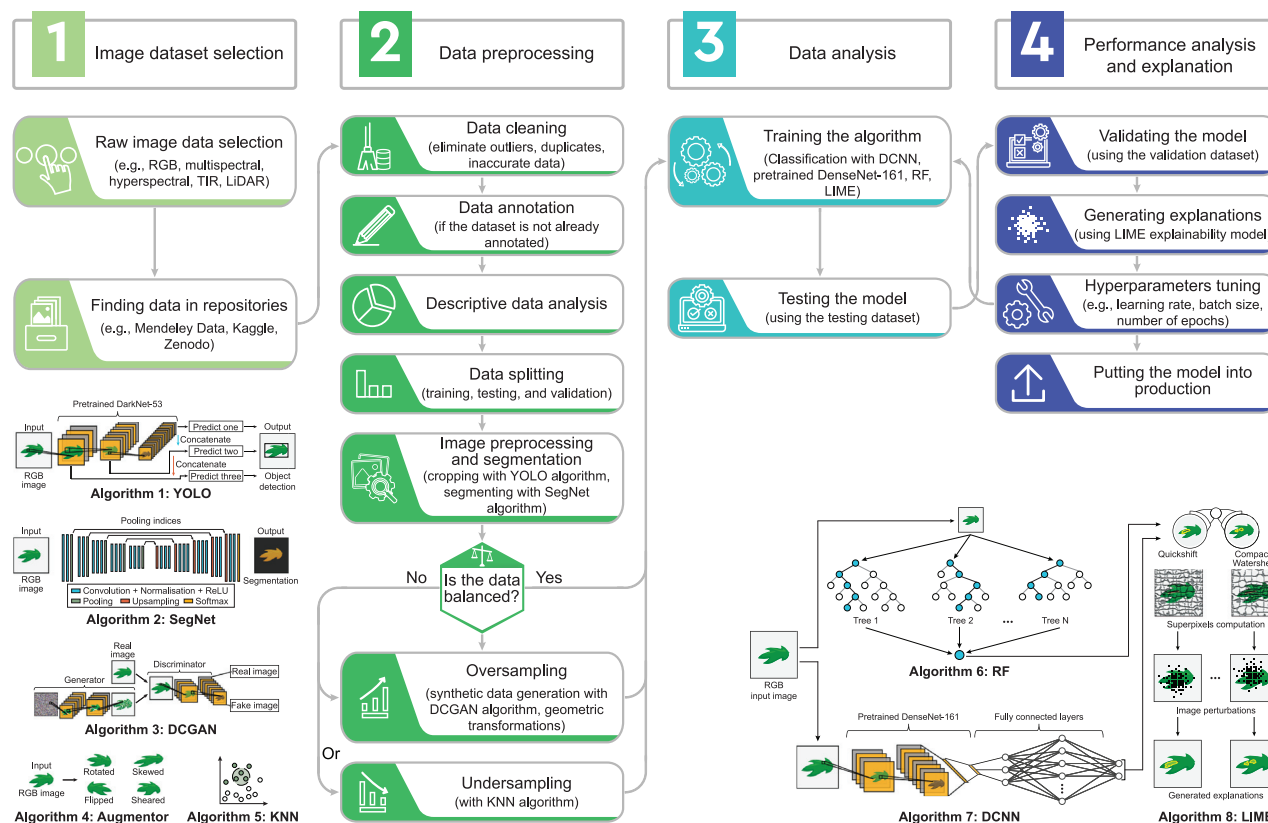 1
Image dataset selection
2
Data preprocessing
3
Data analysis
4
Performance analysis
and explanation
Raw image data selection
(e.g., RGB, multispectral,
hyperspectral, TIR, LiDAR)
Finding data in repositories
(e.g., Mendeley Data, Kaggle,
Zenodo)
Data cleaning
(eliminate outliers, duplicates,
inaccurate data)
Data annotation
(if the dataset is not already
annotated)
Descriptive data analysis
Data splitting
(training, testing, and validation)
Image preprocessing
and segmentation
(cropping with YOLO algorithm,
segmenting with SegNet
algorithm)
No
Is the data
balanced?
Yes
Oversampling
(synthetic data generation with
DCGAN algorithm, geometric
transformations)
Or
Undersampling
(with KNN algorithm)
Training the algorithm
(Classification with DCNN,
pretrained DenseNet-161, RF,
LIME)
Testing the model
(using the testing dataset)
Validating the model
(using the validation dataset)
Generating explanations
(using LIME explainability model)
Hyperparameters tuning
(e.g., learning rate, batch size,
number of epochs)
Putting the model into
production
Pretrained DarkNet-53
Input
RGB
image
Predict one
Concatenate
Predict two
Concatenate
Predict three
Output
Object
detection
Algorithm 1: YOLO
Pooling indices
Input
RGB
image
Output
Segmentation
Convolution + Normalisation + ReLU
Pooling
Upsampling
Softmax
Algorithm 2: SegNet
Real
image
Generator
Discriminator
Real image
Fake image
Algorithm 3: DCGAN
Input
RGB image
Rotated
Skewed
Flipped
Sheared
Algorithm 4: Augmentor
Algorithm 5: KNN
RGB
input image
Tree 1
Tree 2
...
Tree N
Algorithm 6: RF
Pretrained DenseNet-161
Fully connected layers
Algorithm 7: DCNN
Quickshift
Compac
Watershe
Superpixels computation
...
Image perturbations
Generated explanations
Algorithm 8: LIME